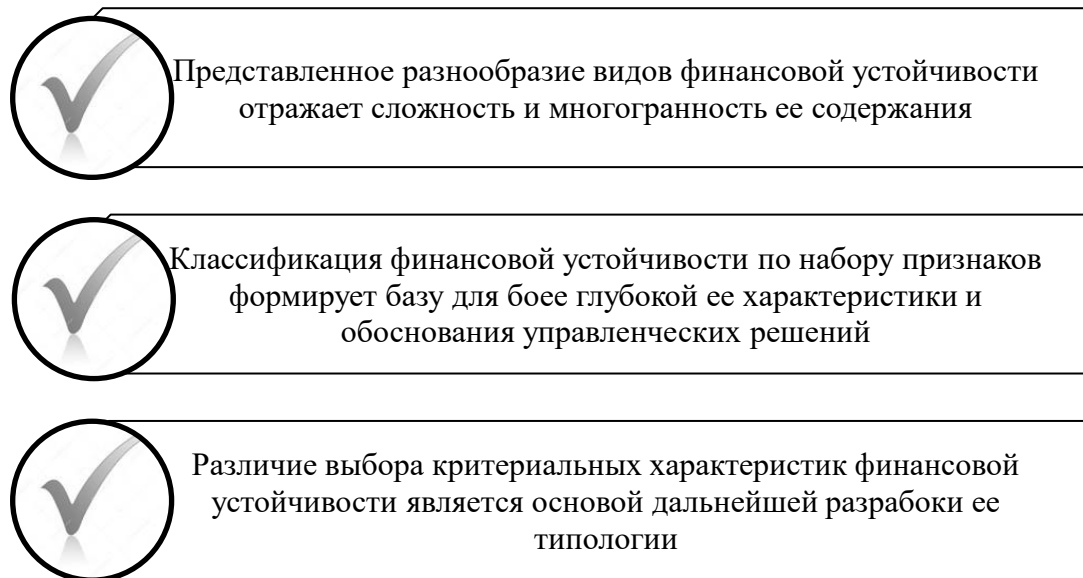 Представленное разнообразие видов финансовой устойчивости
отражает сложность и многогранность ее содержания
Классификация финансовой устойчивости по набору признаков
формирует базу для боее глубокой ее характеристики и
обоснования управленческих решений
Различие выбора критериальных характеристик финансовой
устойчивости является основой дальнейшей разрабоки ее
типологии